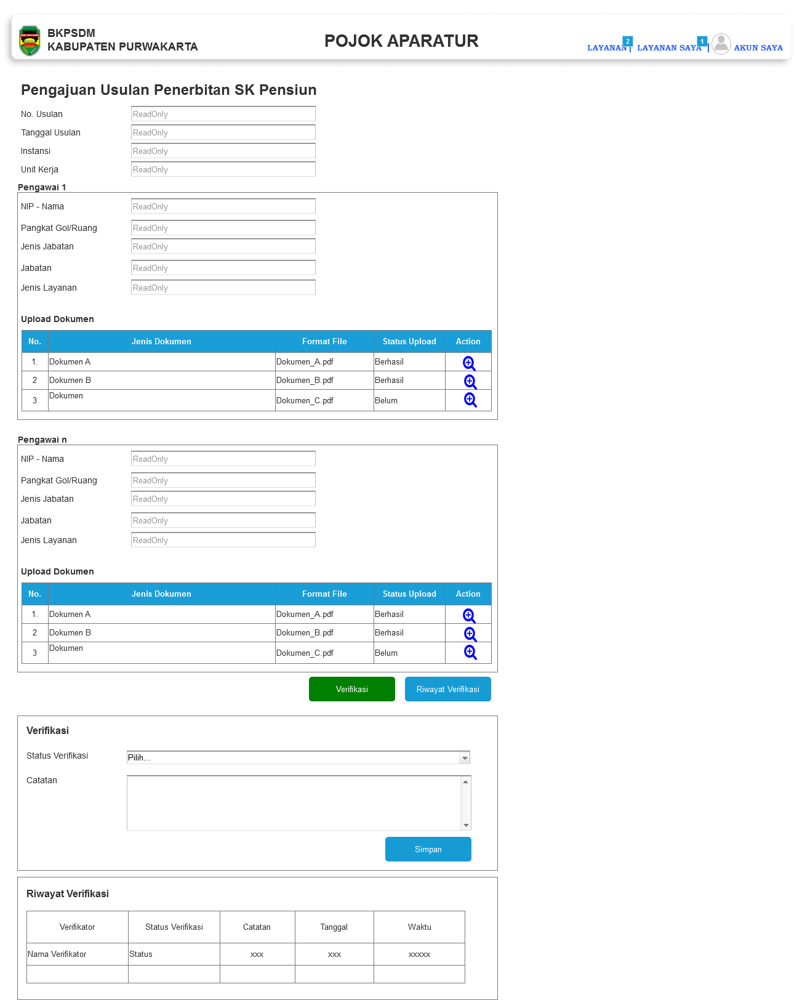 BKPSDM
KABUPATEN PURWAKARTA
POJOK APARATUR
LAYANAN 2 | LAYANAN SAYA 1 | AKUN SAYA
Pengajuan Usulan Penerbitan SK Pensiun
No. Usulan ReadOnly
Tanggal Usulan ReadOnly
Instansi ReadOnly
Unit Kerja ReadOnly
Pengawai 1
NIP - Nama ReadOnly
Pangkat Gol/Ruang ReadOnly
Jenis Jabatan ReadOnly
Jabatan ReadOnly
Jenis Layanan ReadOnly
Upload Dokumen
No. Jenis Dokumen Format File Status Upload Action
1. Dokumen A Dokumen_A.pdf Berhasil
2 Dokumen B Dokumen_B.pdf Berhasil
3 Dokumen Dokumen_C.pdf Belum
Pengawai n
NIP - Nama ReadOnly
Pangkat Gol/Ruang ReadOnly
Jenis Jabatan ReadOnly
Jabatan ReadOnly
Jenis Layanan ReadOnly
Upload Dokumen
No. Jenis Dokumen Format File Status Upload Action
1. Dokumen A Dokumen_A.pdf Berhasil
2 Dokumen B Dokumen_B.pdf Berhasil
3 Dokumen Dokumen_C.pdf Belum
Verifikasi Riwayat Verifikasi
Verifikasi
Status Verifikasi Pilih...
Catatan
Simpan
Riwayat Verifikasi
Verifikator Status Verifikasi Catatan Tanggal Waktu
Nama Verifikator Status xxx xxx xxxxx